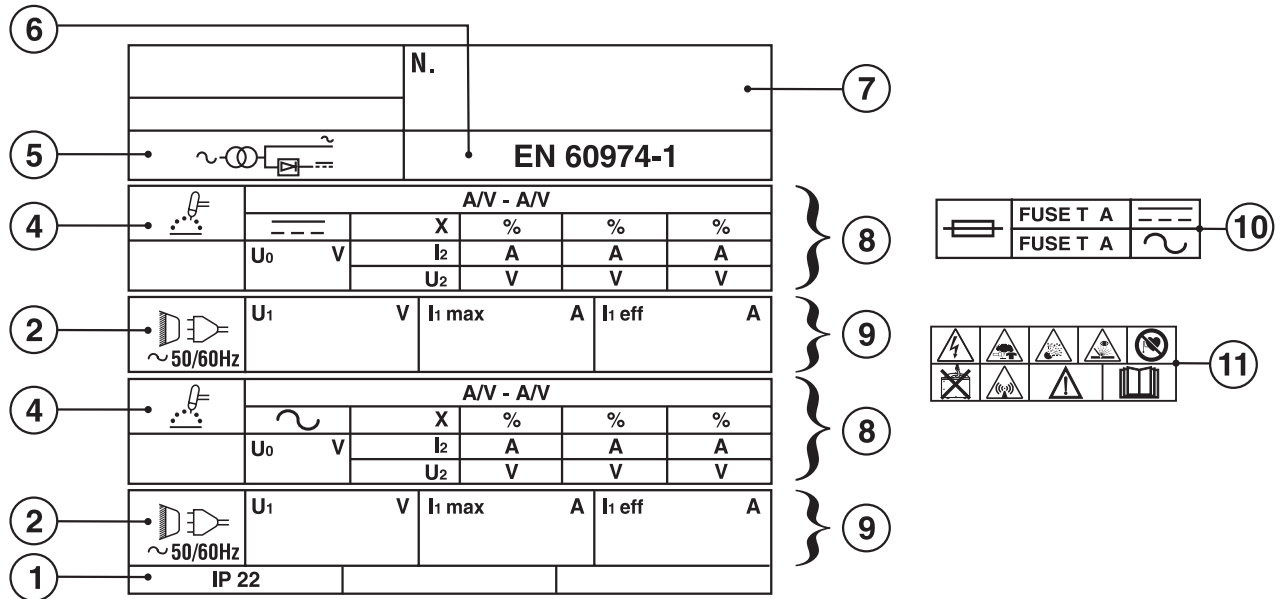 6
N.
7
5
EN 60974-1
4
A/V - A/V
X % % %
U0 V I2 A A A
U2 V V V
8
FUSE T A
FUSE T A
10
2
~ 50/60Hz
U1 V I1 max A I1 eff A
9
11
4
A/V - A/V
X % % %
U0 V I2 A A A
U2 V V V
8
2
~ 50/60Hz
U1 V I1 max A I1 eff A
9
1
IP 22